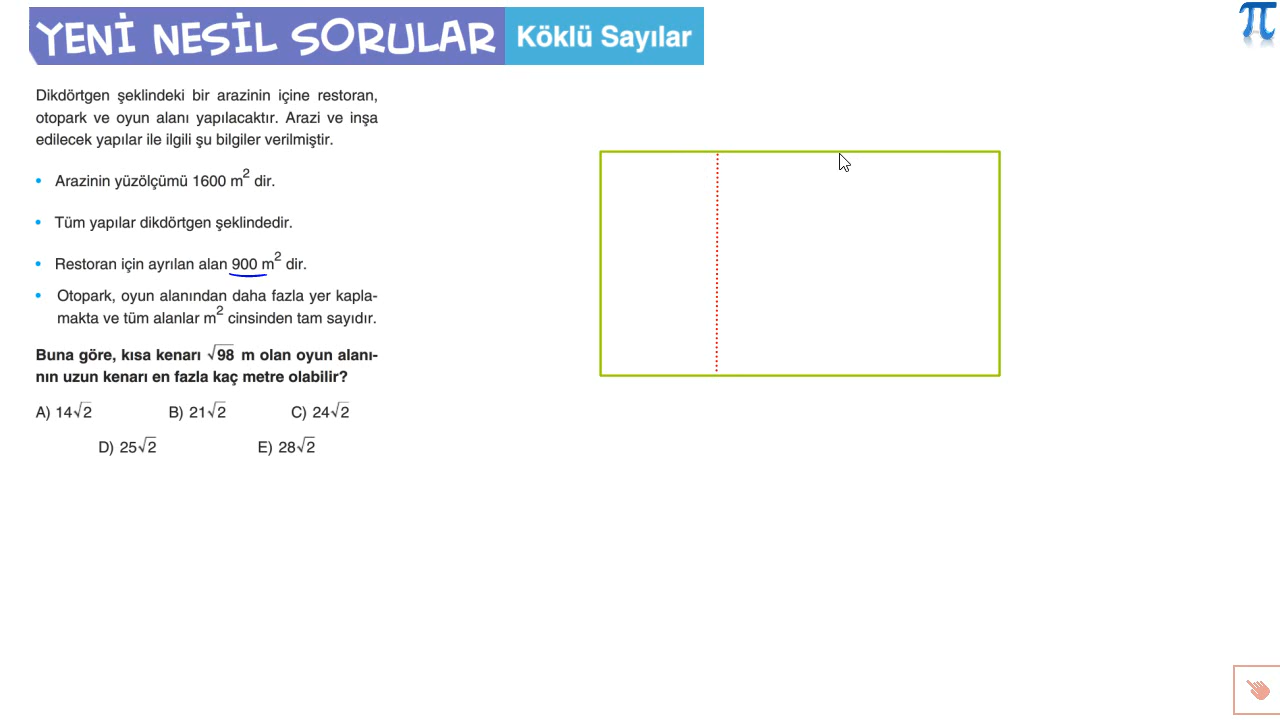 YENİ NESİL SORULAR Köklü Sayılar
Dikdörtgen şeklindeki bir arazinin içine restoran,
otopark ve oyun alanı yapılacaktır. Arazi ve inşa
edilecek yapılar ile ilgili şu bilgiler verilmiştir.
• Arazinin yüzölçümü 1600 m² dir.
• Tüm yapılar dikdörtgen şeklindedir.
• Restoran için ayrılan alan 900 m² dir.
• Otopark, oyun alanından daha fazla yer kapla-
makta ve tüm alanlar m² cinsinden tam sayıdır.
Buna göre, kısa kenarı √98 m olan oyun alanı-
nın uzun kenarı en fazla kaç metre olabilir?
A) 14√2 B) 21√2 C) 24√2
D) 25√2 E) 28√2
π